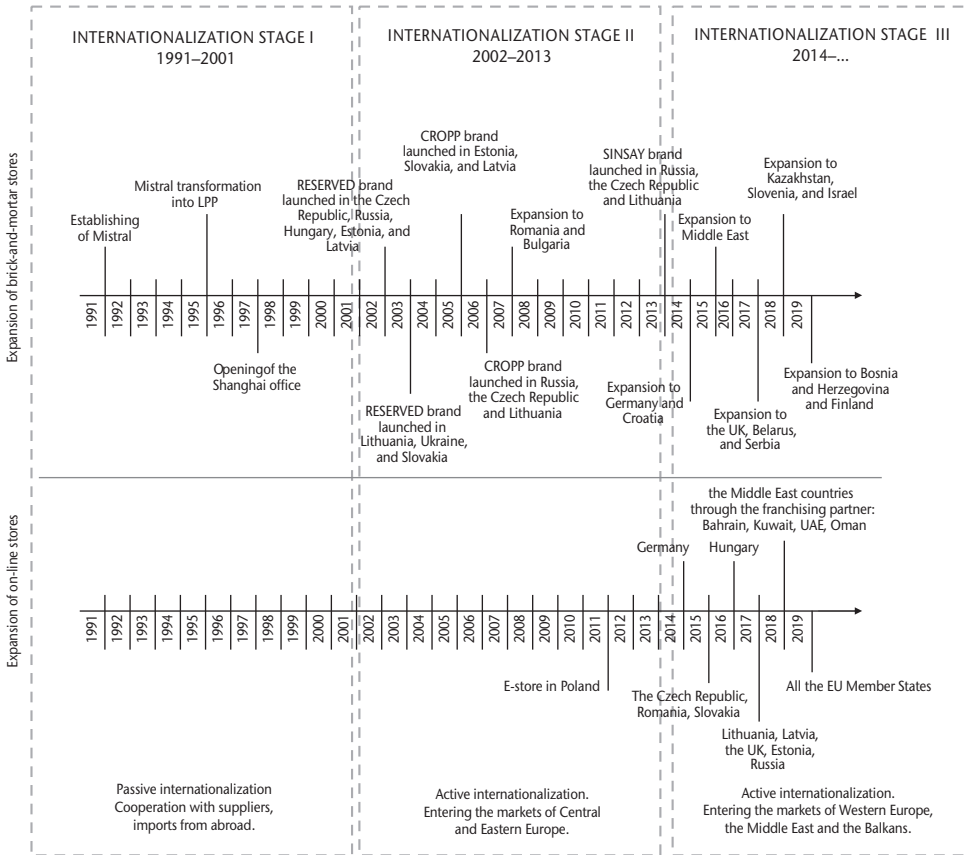 INTERNATIONALIZATION STAGE I
1991–2001
INTERNATIONALIZATION STAGE II
2002–2013
INTERNATIONALIZATION STAGE III
2014–...
Expansion of brick-and-mortar stores
Establishing
of Mistral
Mistral transformation
into LPP
RESERVED brand
launched in the Czech
Republic, Russia,
Hungary, Estonia, and
Latvia
CROPP brand
launched in Estonia,
Slovakia, and Latvia
Expansion to
Romania and
Bulgaria
SINSAY brand
launched in Russia,
the Czech Republic
and Lithuania
Expansion to
Middle East
Expansion to
Kazakhstan,
Slovenia, and Israel
1991 1992 1993 1994 1995 1996 1997 1998 1999 2000 2001 2002 2003 2004 2005 2006 2007 2008 2009 2010 2011 2012 2013 2014 2015 2016 2017 2018 2019
Openingof the
Shanghai office
RESERVED brand
launched in
Lithuania, Ukraine,
and Slovakia
CROPP brand
launched in Russia,
the Czech Republic
and Lithuania
Expansion to
Germany and
Croatia
Expansion to
the UK, Belarus,
and Serbia
Expansion to Bosnia
and Herzegovina
and Finland
Expansion of on-line stores
the Middle East countries
through the franchising partner:
Bahrain, Kuwait, UAE, Oman
Germany
Hungary
1991 1992 1993 1994 1995 1996 1997 1998 1999 2000 2001 2002 2003 2004 2005 2006 2007 2008 2009 2010 2011 2012 2013 2014 2015 2016 2017 2018 2019
E-store in Poland
The Czech Republic,
Romania, Slovakia
Lithuania, Latvia,
the UK, Estonia,
Russia
All the EU Member States
Passive internationalization
Cooperation with suppliers,
imports from abroad.
Active internationalization.
Entering the markets of Central
and Eastern Europe.
Active internationalization.
Entering the markets of Western Europe,
the Middle East and the Balkans.